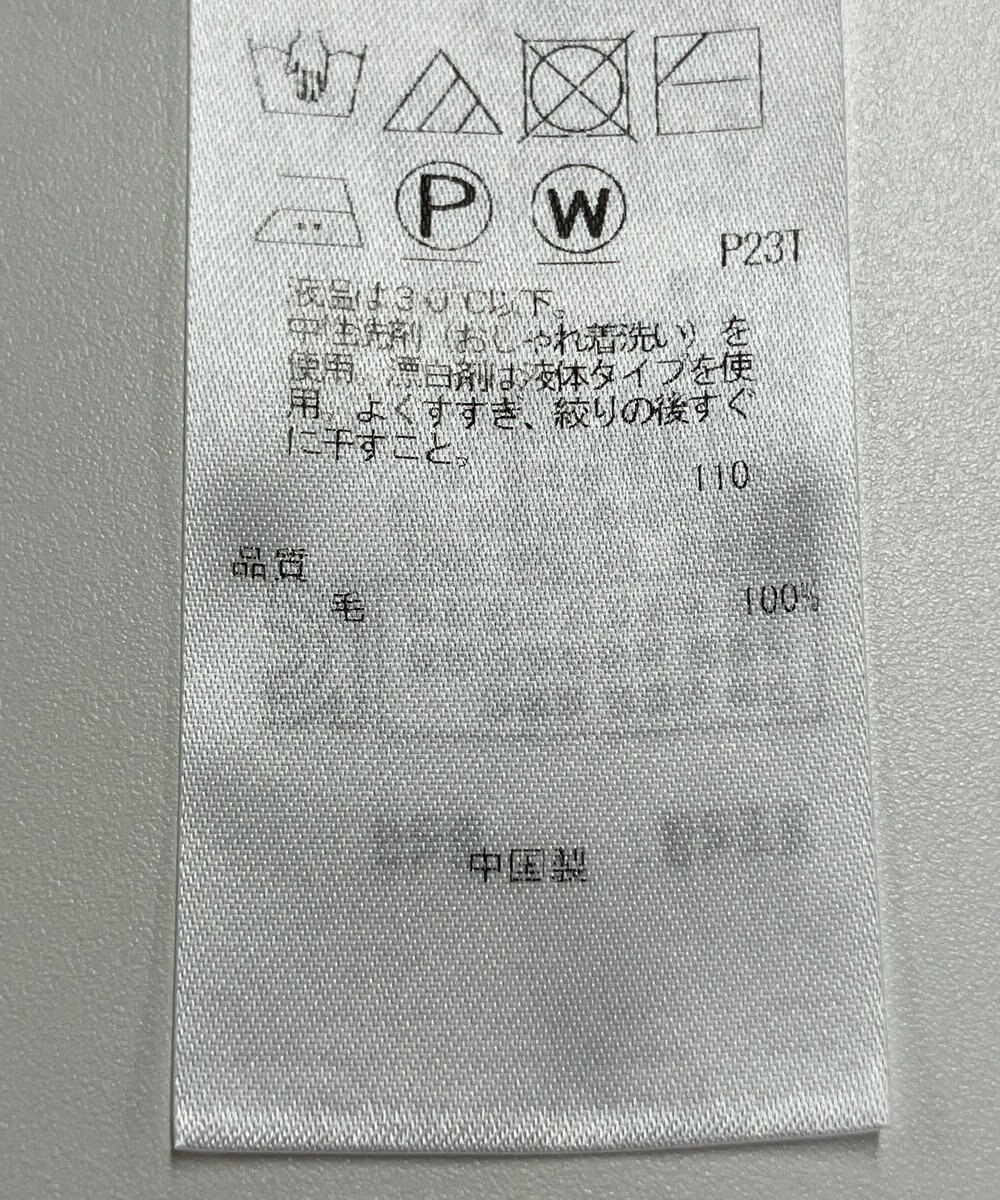 P W
P23T
液温は30℃以下。
中性洗剤（おしゃれ着洗い）を
使用。漂白剤は液体タイプを使
用。よくすすぎ、絞りの後すぐ
に干すこと。
110
品質
毛 100%
中国製